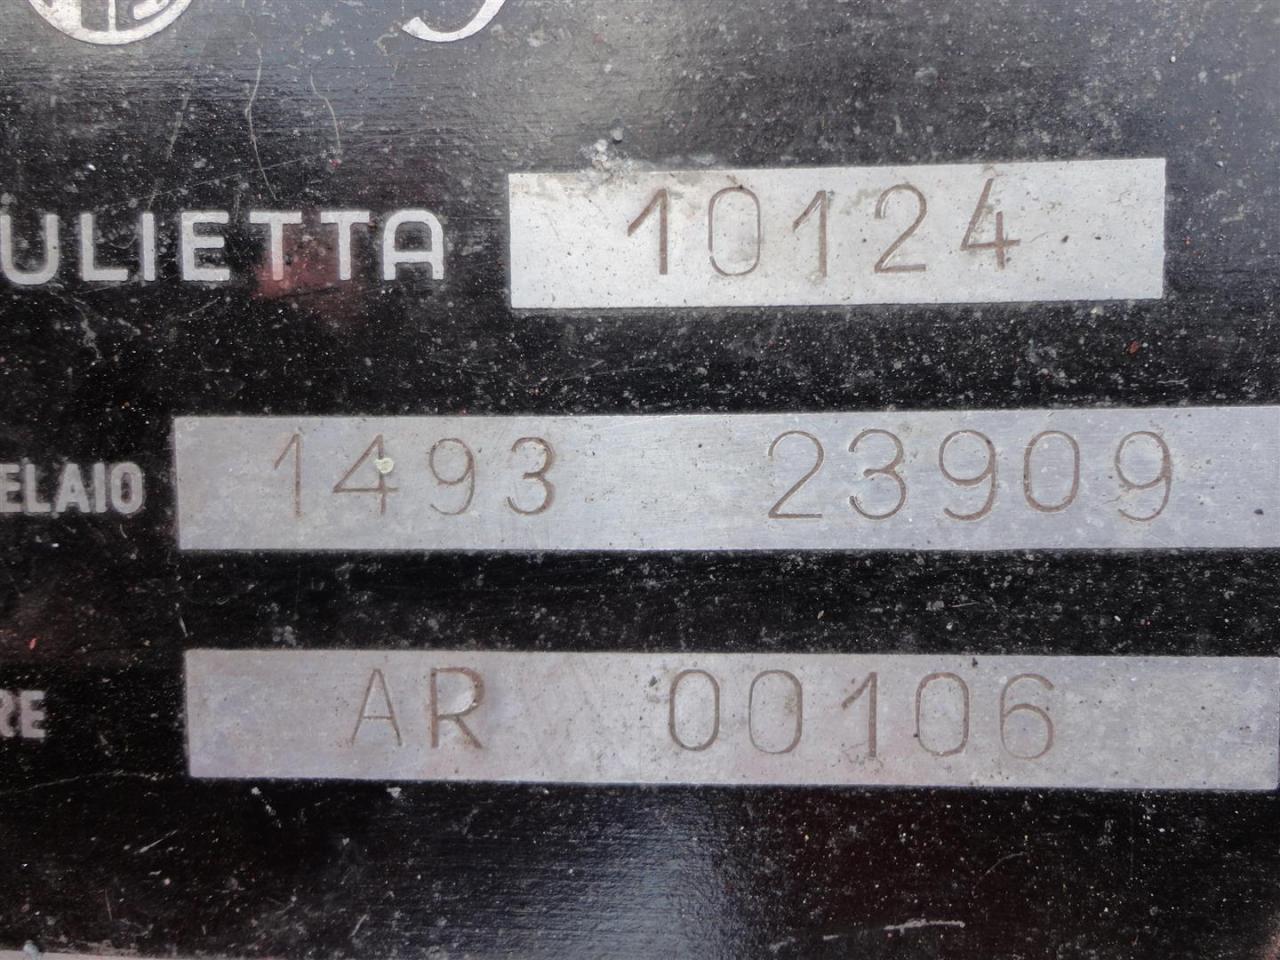 ULIETTA 10124
ELAIO 1493 23909
RE AR 00106